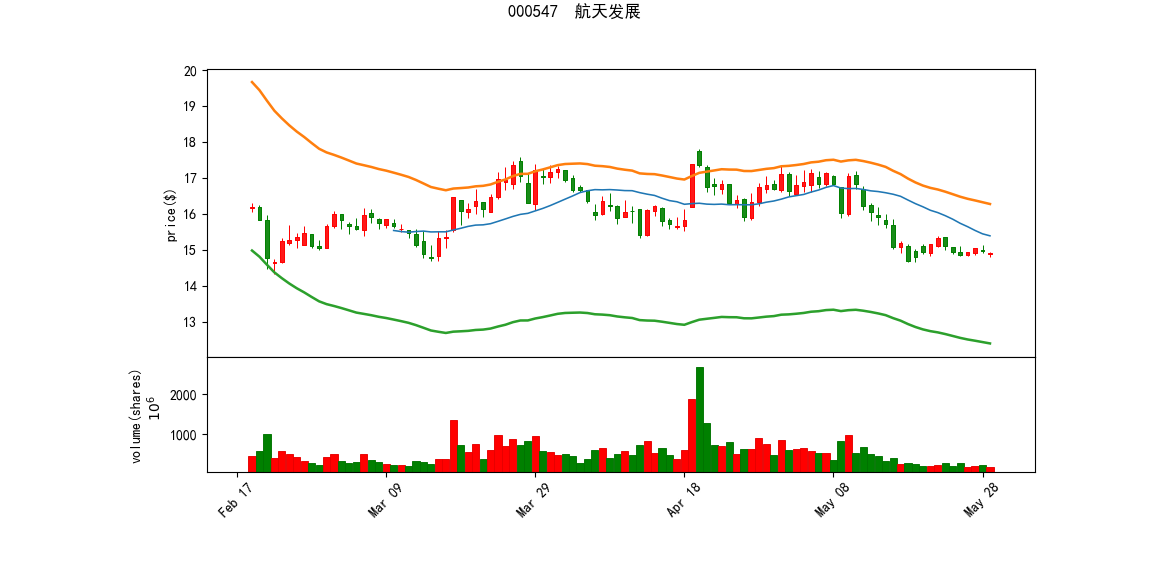 000547 航天发展
20
19
18
17
16
15
14
13
price($)
2000
1000
volume(shares)
10^6
Feb 17
Mar 09
Mar 29
Apr 18
May 08
May 28